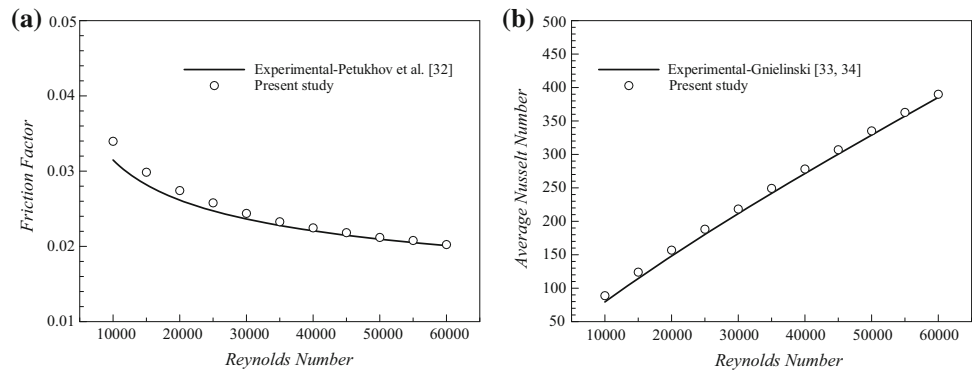 (a)
0.05
0.04
0.03
0.02
0.01
Friction Factor
Experimental-Petukhov et al. [32]
Present study
10000 20000 30000 40000 50000 60000
Reynolds Number
(b)
500
450
400
350
300
250
200
150
100
50
Average Nusselt Number
Experimental-Gnielinski [33, 34]
Present study
10000 20000 30000 40000 50000 60000
Reynolds Number